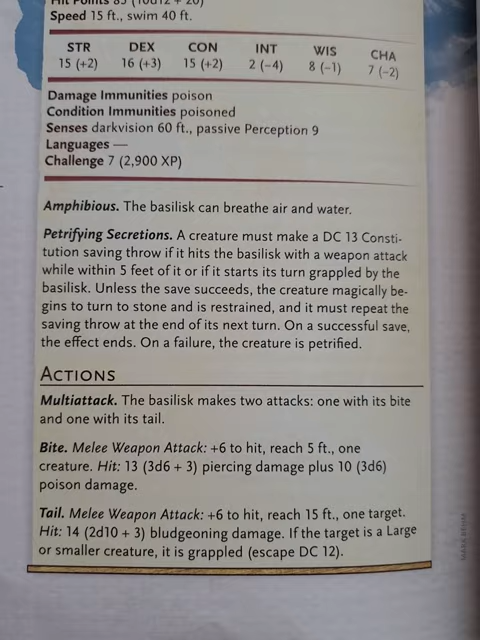 Hit Points 85 (10d12 + 20)
Speed 15 ft., swim 40 ft.
STR DEX CON INT WIS CHA
15 (+2) 16 (+3) 15 (+2) 2 (−4) 8 (−1) 7 (−2)
Damage Immunities poison
Condition Immunities poisoned
Senses darkvision 60 ft., passive Perception 9
Languages —
Challenge 7 (2,900 XP)
Amphibious. The basilisk can breathe air and water.
Petrifying Secretions. A creature must make a DC 13 Consti-
tution saving throw if it hits the basilisk with a weapon attack
while within 5 feet of it or if it starts its turn grappled by the
basilisk. Unless the save succeeds, the creature magically be-
gins to turn to stone and is restrained, and it must repeat the
saving throw at the end of its next turn. On a successful save,
the effect ends. On a failure, the creature is petrified.
ACTIONS
Multiattack. The basilisk makes two attacks: one with its bite
and one with its tail.
Bite. Melee Weapon Attack: +6 to hit, reach 5 ft., one
creature. Hit: 13 (3d6 + 3) piercing damage plus 10 (3d6)
poison damage.
Tail. Melee Weapon Attack: +6 to hit, reach 15 ft., one target.
Hit: 14 (2d10 + 3) bludgeoning damage. If the target is a Large
or smaller creature, it is grappled (escape DC 12).
MARK BEHM